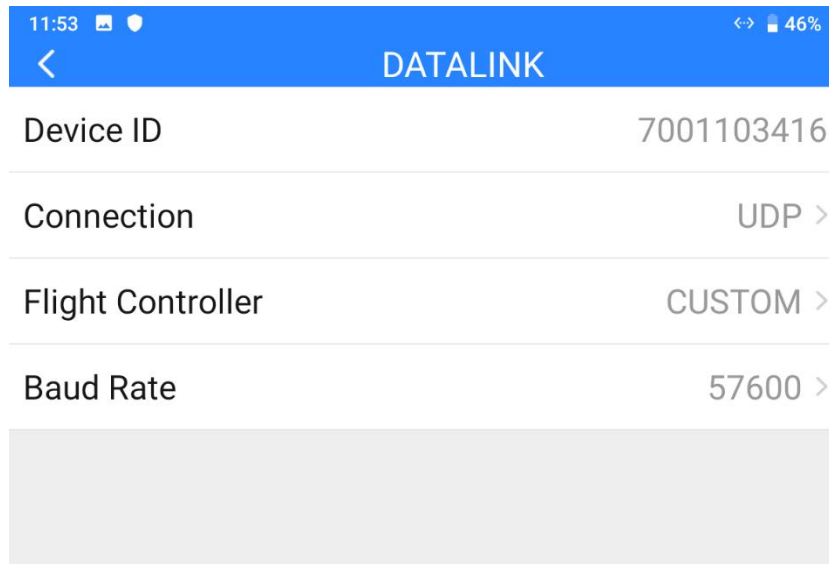 11:53 46%
DATALINK
Device ID 7001103416
Connection UDP
Flight Controller CUSTOM
Baud Rate 57600